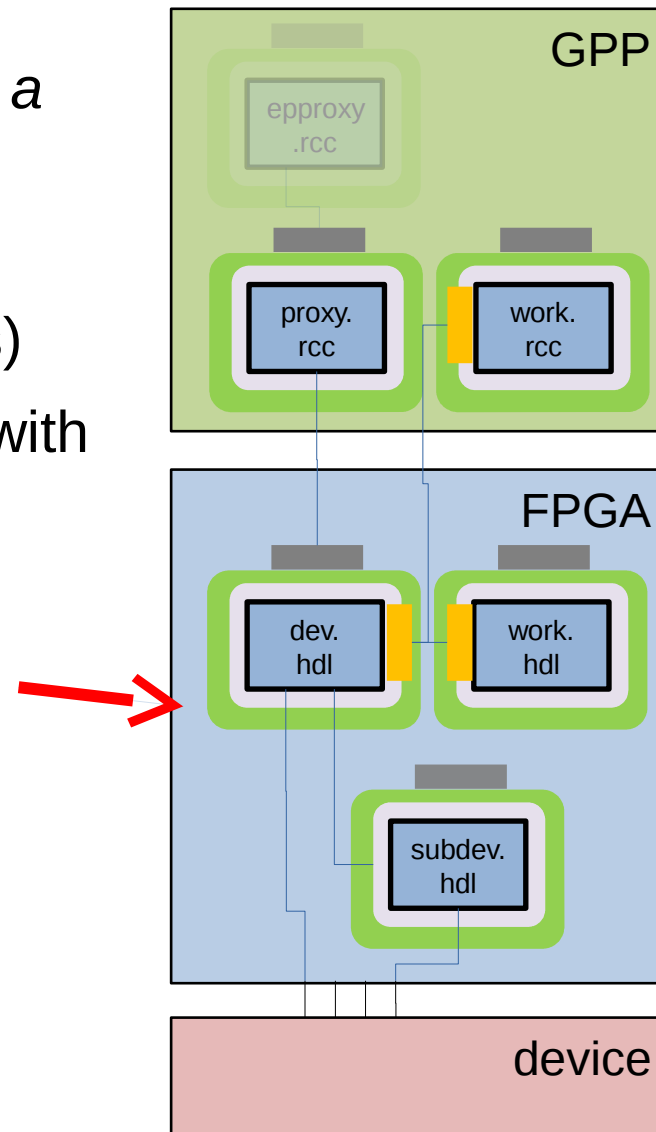 a
)
with
GPP
epproxy
.rcc
proxy.
rcc
work.
rcc
FPGA
dev.
hdl
work.
hdl
subdev.
hdl
device